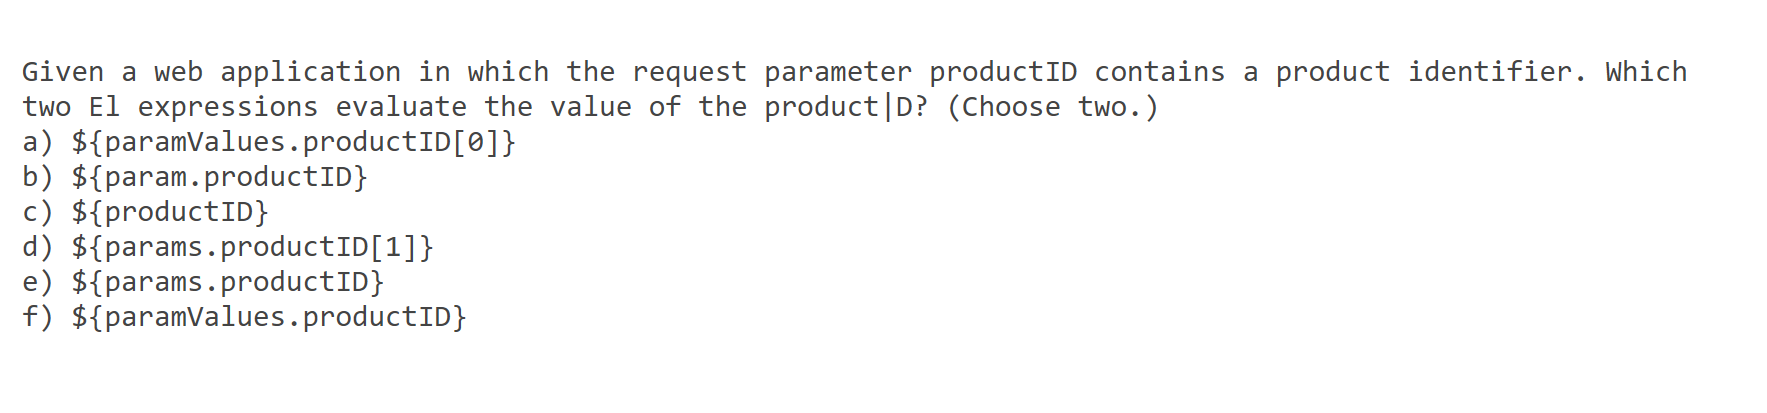 Given a web application in which the request parameter productID contains a product identifier. Which
two El expressions evaluate the value of the product|D? (Choose two.)
a) ${paramValues.productID[0]}
b) ${param.productID}
c) ${productID}
d) ${params.productID[1]}
e) ${params.productID}
f) ${paramValues.productID}